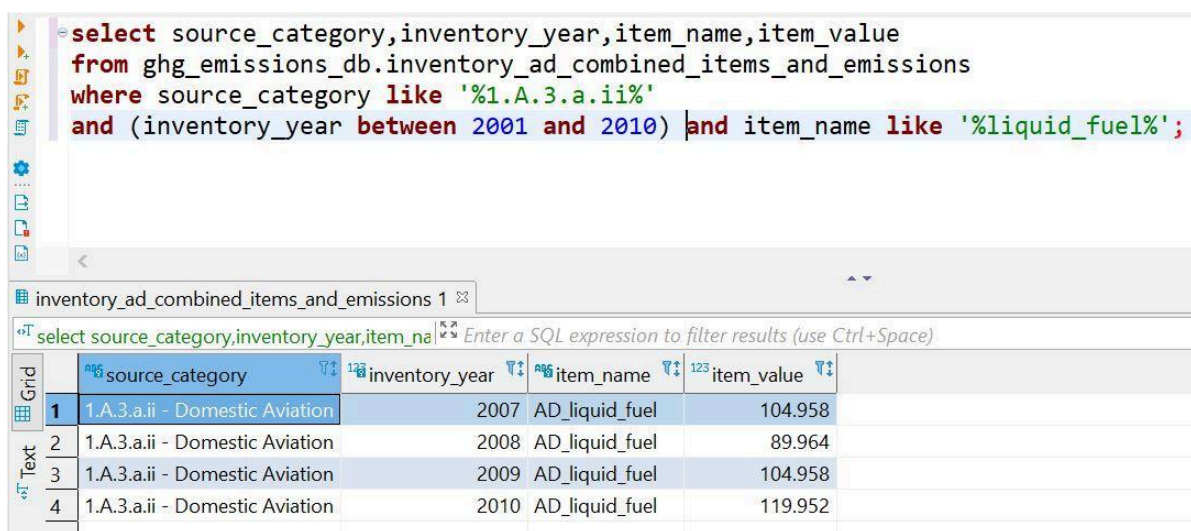 select source_category,inventory_year,item_name,item_value
from ghg_emissions_db.inventory_ad_combined_items_and_emissions
where source_category like '%1.A.3.a.ii%'
and (inventory_year between 2001 and 2010) and item_name like '%liquid_fuel%';
inventory_ad_combined_items_and_emissions 1
select source_category,inventory_year,item_na Enter a SQL expression to filter results (use Ctrl+Space)
Grid
Text
source_category inventory_year item_name item_value
1 1.A.3.a.ii - Domestic Aviation 2007 AD_liquid_fuel 104.958
2 1.A.3.a.ii - Domestic Aviation 2008 AD_liquid_fuel 89.964
3 1.A.3.a.ii - Domestic Aviation 2009 AD_liquid_fuel 104.958
4 1.A.3.a.ii - Domestic Aviation 2010 AD_liquid_fuel 119.952